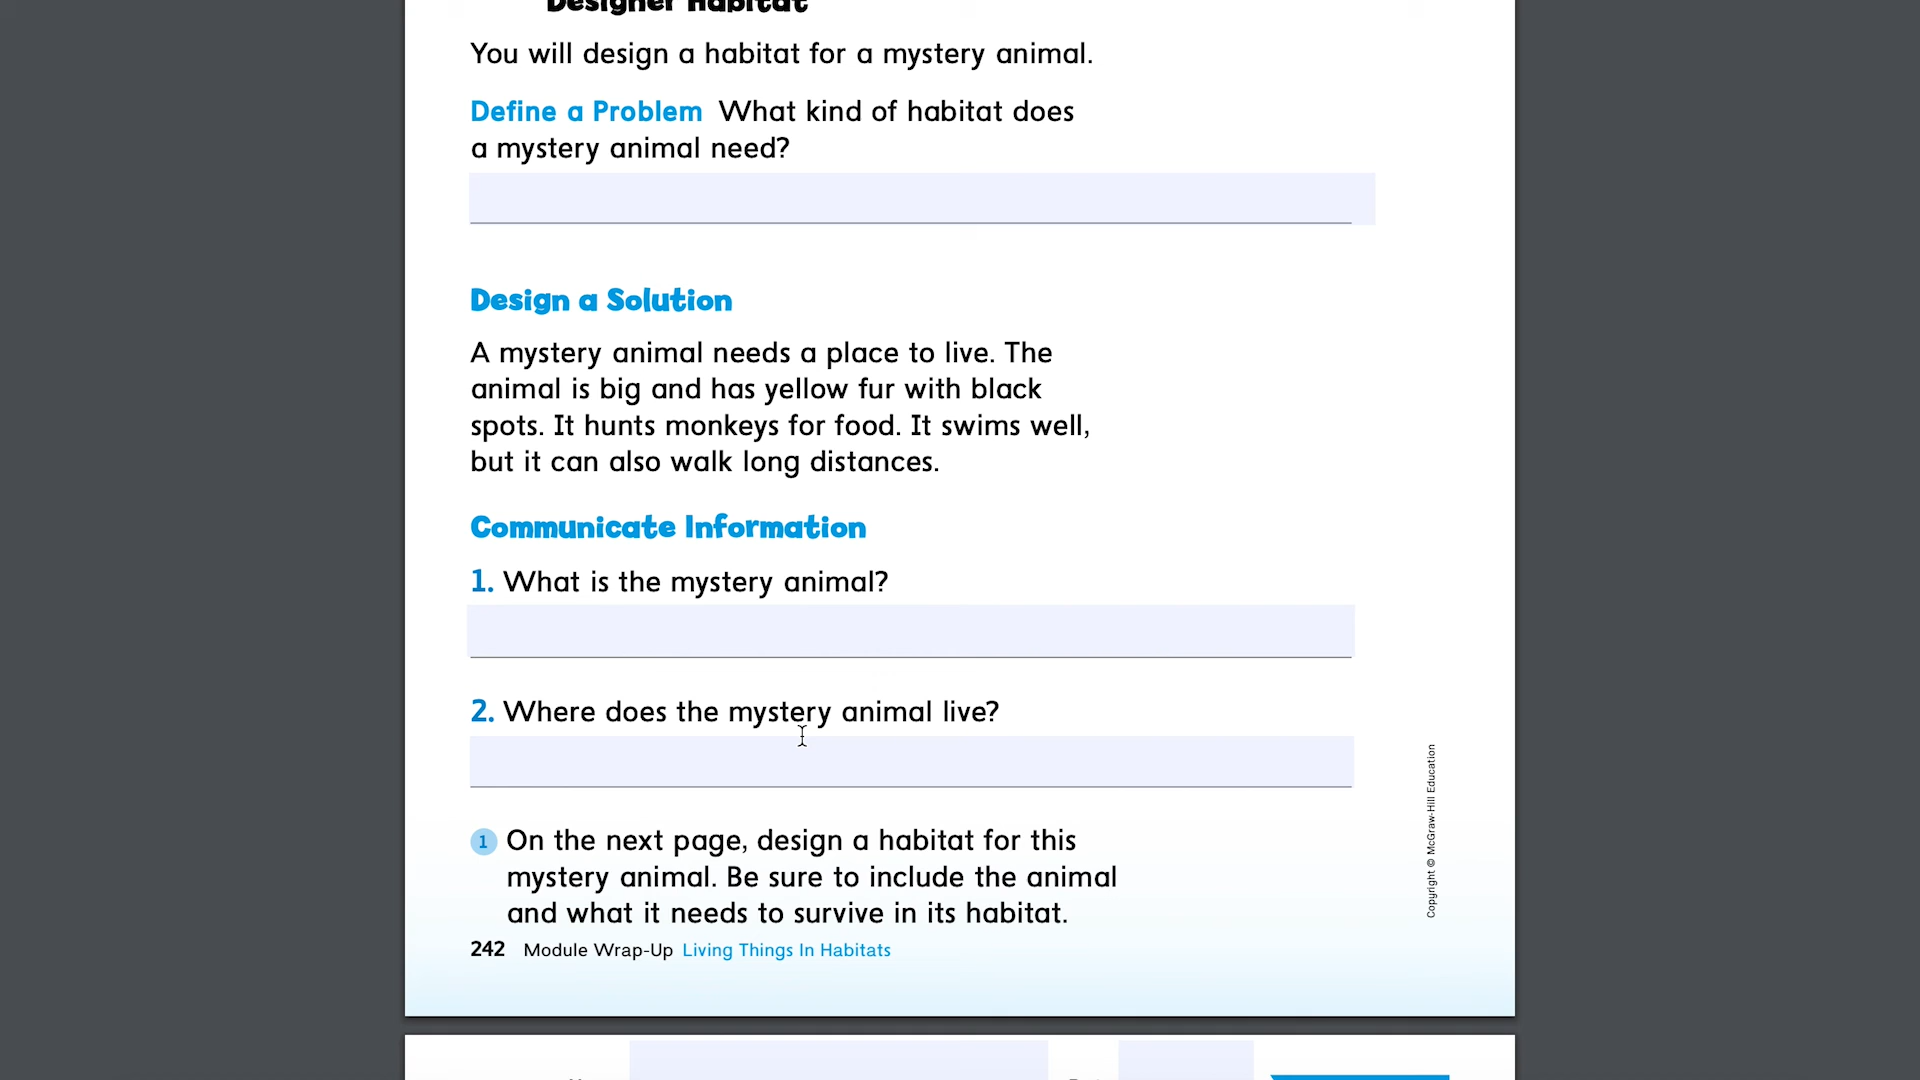 Designer Habitat
You will design a habitat for a mystery animal.
Define a Problem What kind of habitat does
a mystery animal need?
Design a Solution
A mystery animal needs a place to live. The
animal is big and has yellow fur with black
spots. It hunts monkeys for food. It swims well,
but it can also walk long distances.
Communicate Information
1. What is the mystery animal?
2. Where does the mystery animal live?
1 On the next page, design a habitat for this
mystery animal. Be sure to include the animal
and what it needs to survive in its habitat.
242 Module Wrap-Up Living Things In Habitats
Copyright © McGraw-Hill Education